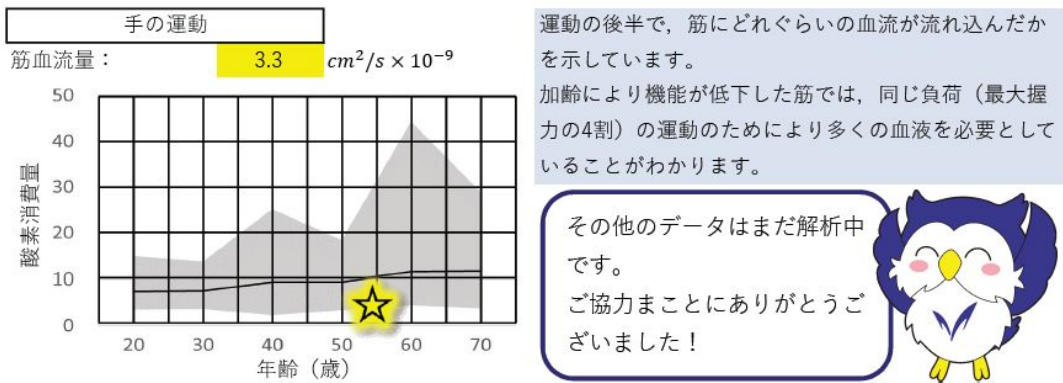 手の運動
筋血流量： 3.3 cm²/s × 10⁻⁹
酸素消費量
50
40
30
20
10
0
20 30 40 50 60 70
年齢（歳）
運動の後半で，筋にどれぐらいの血流が流れ込んだか
を示しています。
加齢により機能が低下した筋では，同じ負荷（最大握
力の4割）の運動のためにより多くの血液を必要として
いることがわかります。
その他のデータはまだ解析中
です。
ご協力まことにありがとうご
ざいました！